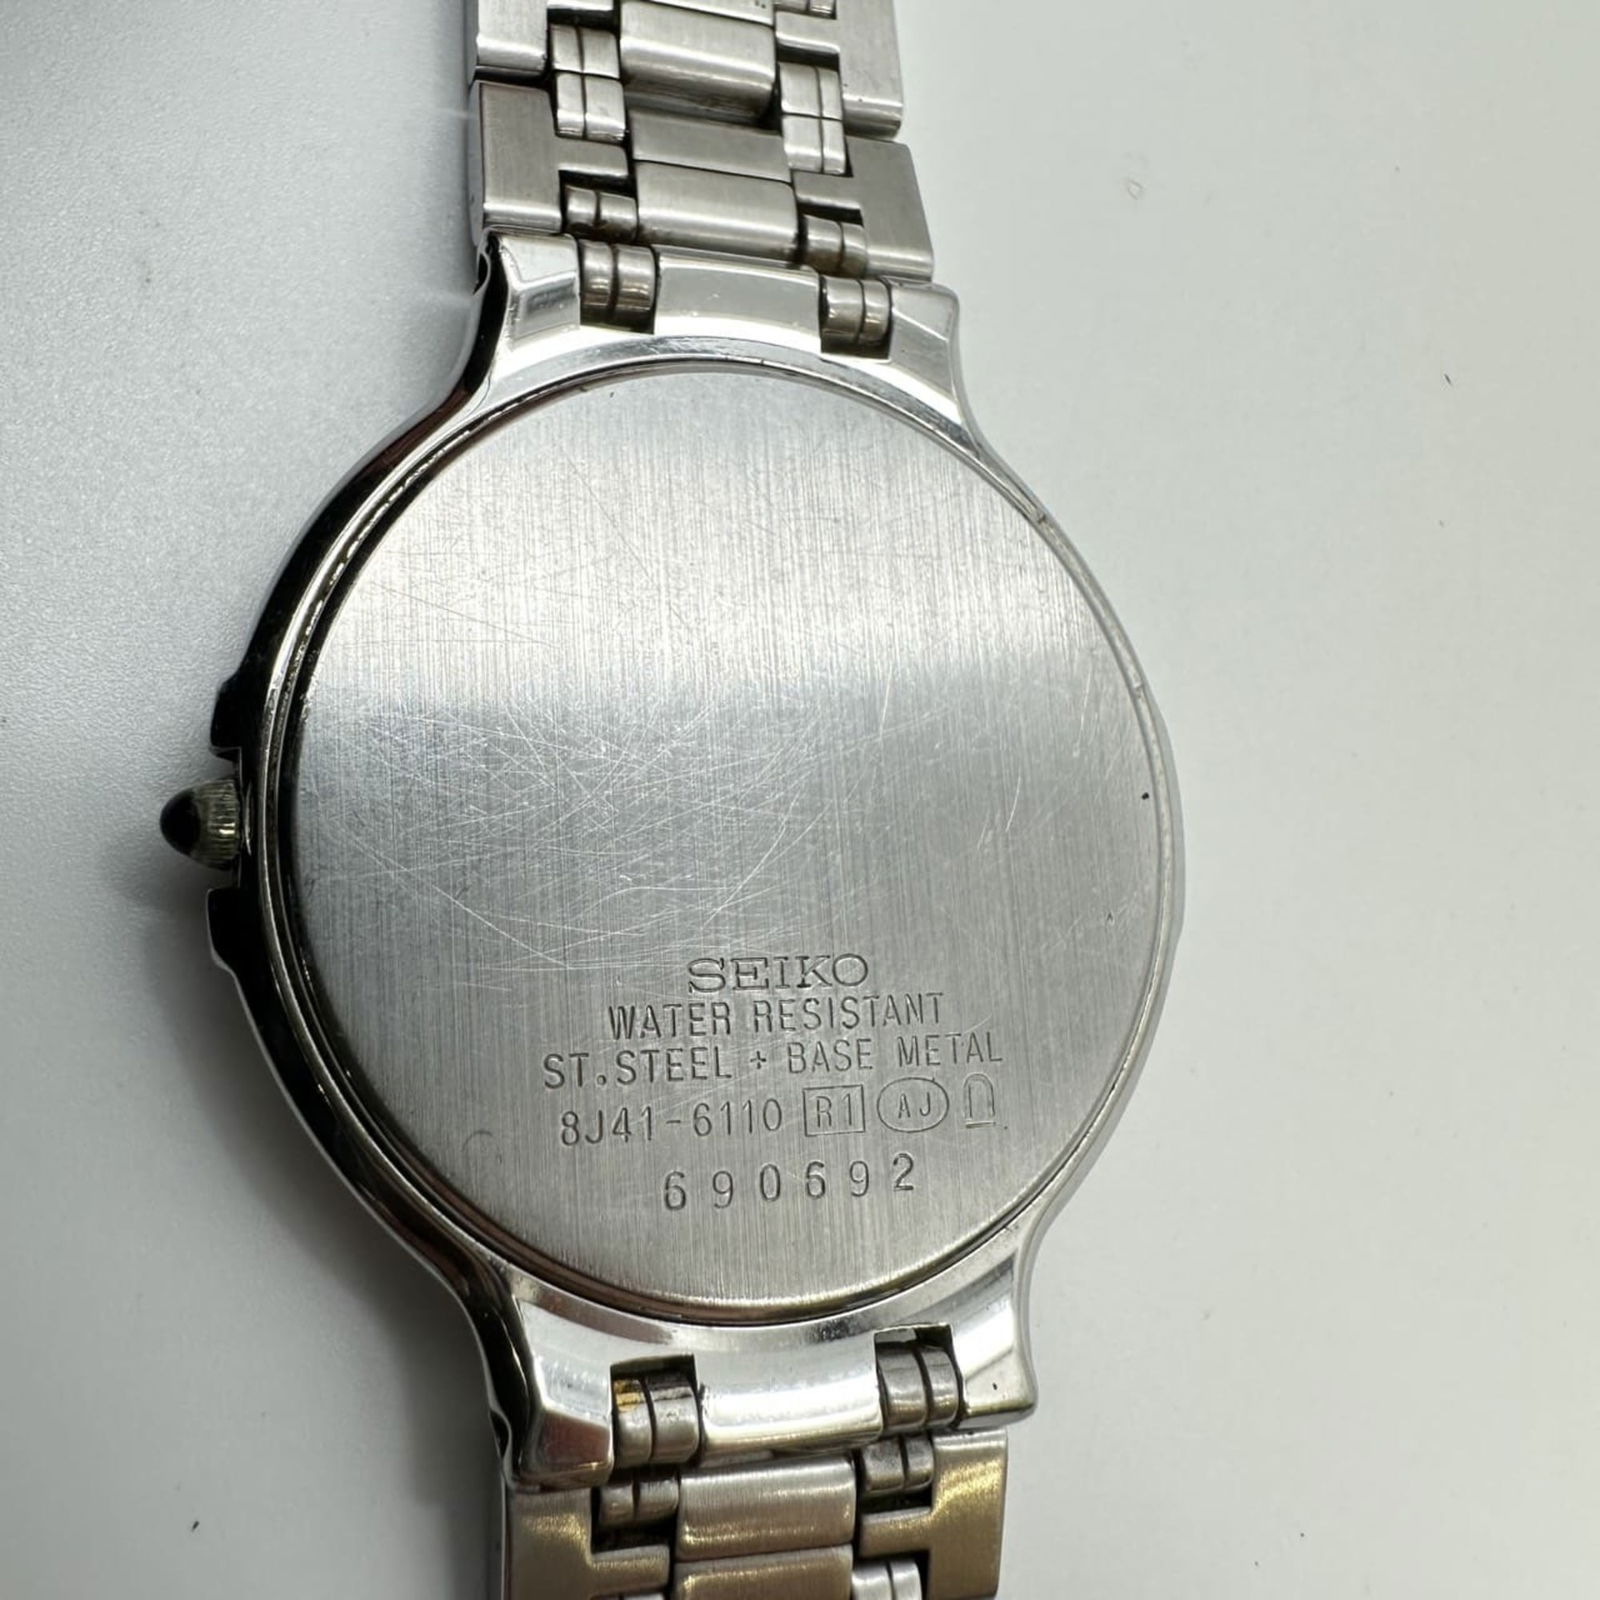 SEIKO
WATER RESISTANT
ST.STEEL + BASE METAL
8J41-6110 R1 AJ
690692